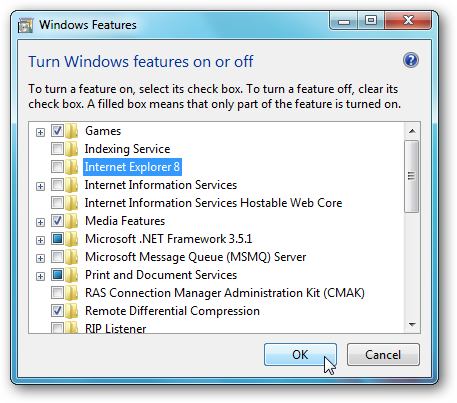 Windows Features
Turn Windows features on or off
To turn a feature on, select its check box. To turn a feature off, clear its
check box. A filled box means that only part of the feature is turned on.
Games
Indexing Service
Internet Explorer 8
Internet Information Services
Internet Information Services Hostable Web Core
Media Features
Microsoft .NET Framework 3.5.1
Microsoft Message Queue (MSMQ) Server
Print and Document Services
RAS Connection Manager Administration Kit (CMAK)
Remote Differential Compression
RIP Listener
OK
Cancel